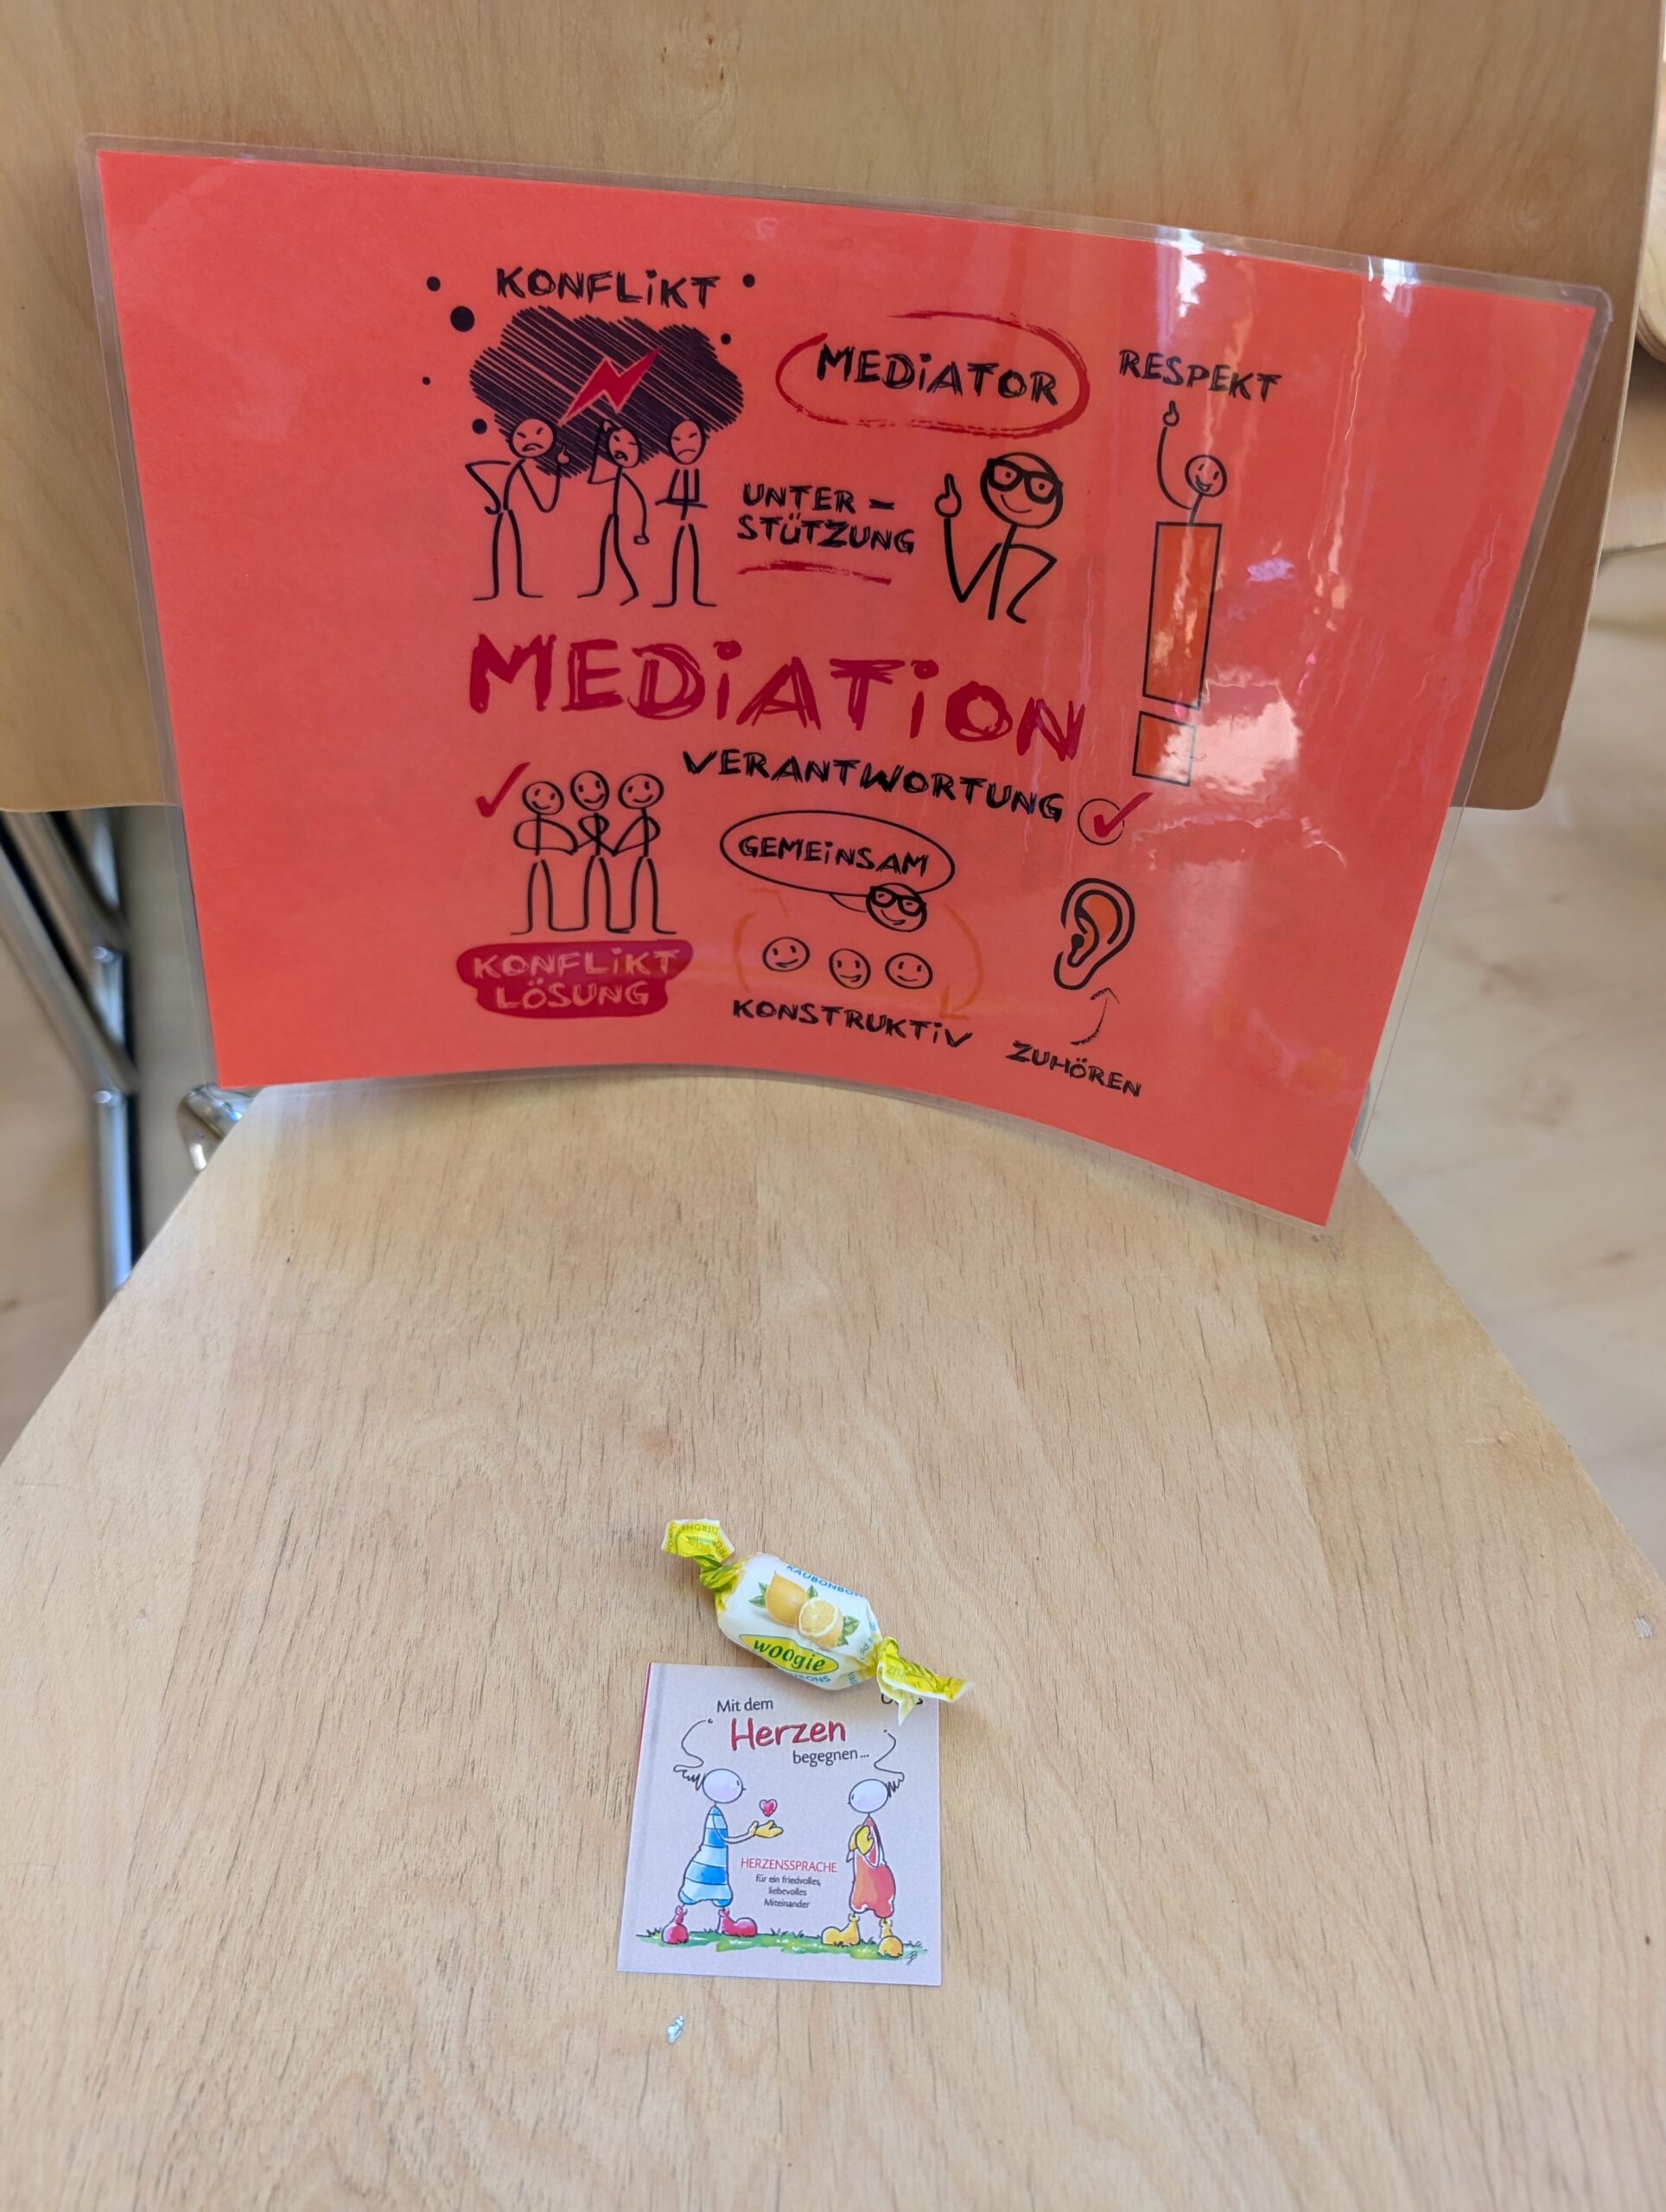 KONFLiKT
MEDiATOR
RESPEKT
UNTER -
STÜTZUNG
MEDiATiON
VERANTWORTUNG
GEMEiNSAM
KONFLiKT
LÖSUNG
KONSTRUKTiV
ZUHÖREN
KAUBONBON
woogie
Mit dem
Herzen
begegnen...
HERZENSSPRACHE
für ein friedvolles,
liebevolles
Miteinander